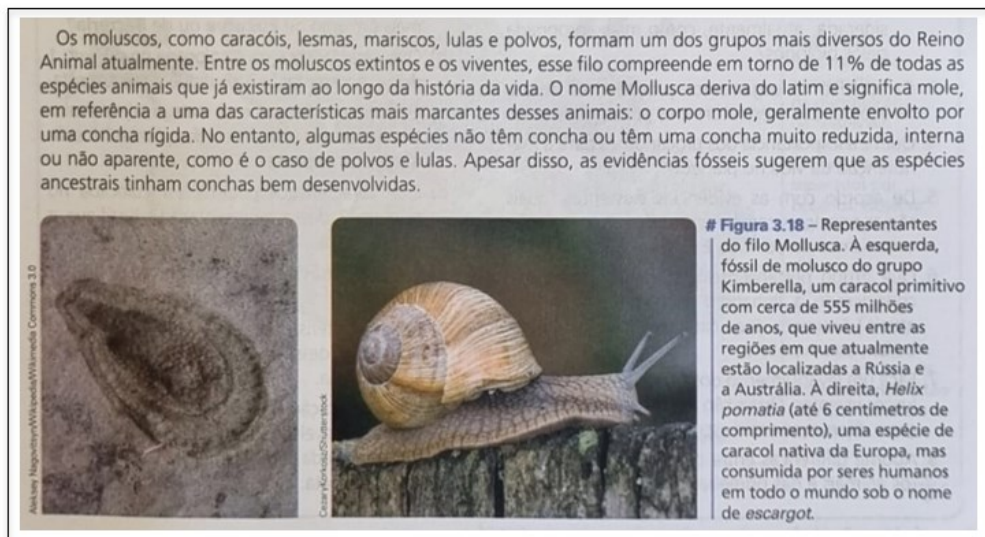 Os moluscos, como caracóis, lesmas, mariscos, lulas e polvos, formam um dos grupos mais diversos do Reino
Animal atualmente. Entre os moluscos extintos e os viventes, esse filo compreende em torno de 11% de todas as
espécies animais que já existiram ao longo da história da vida. O nome Mollusca deriva do latim e significa mole,
em referência a uma das características mais marcantes desses animais: o corpo mole, geralmente envolto por
uma concha rígida. No entanto, algumas espécies não têm concha ou têm uma concha muito reduzida, interna
ou não aparente, como é o caso de polvos e lulas. Apesar disso, as evidências fósseis sugerem que as espécies
ancestrais tinham conchas bem desenvolvidas.
Aleksey Nagovitsyn/Wikipedia/Wikimedia Commons 3.0
CezaryKorkosz/Shutterstock
# Figura 3.18 – Representantes
do filo Mollusca. À esquerda,
fóssil de molusco do grupo
Kimberella, um caracol primitivo
com cerca de 555 milhões
de anos, que viveu entre as
regiões em que atualmente
estão localizadas a Rússia e
a Austrália. À direita, Helix
pomatia (até 6 centímetros de
comprimento), uma espécie de
caracol nativa da Europa, mas
consumida por seres humanos
em todo o mundo sob o nome
de escargot.